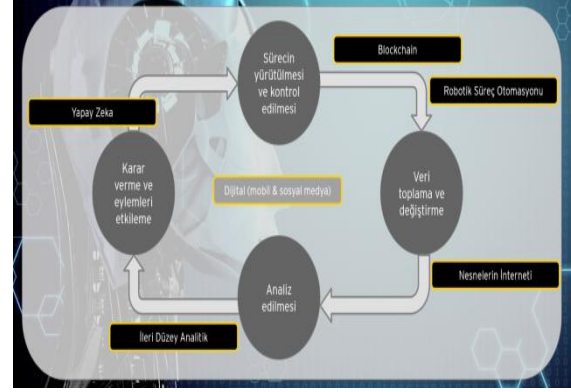 Sürecin
yürütülmesi
ve kontrol
edilmesi
Blockchain
Robotik Süreç Otomasyonu
Yapay Zeka
Karar
verme ve
eylemleri
etkileme
Dijital (mobil & sosyal medya)
Veri
toplama ve
değiştirme
Nesnelerin İnterneti
Analiz
edilmesi
İleri Düzey Analitik